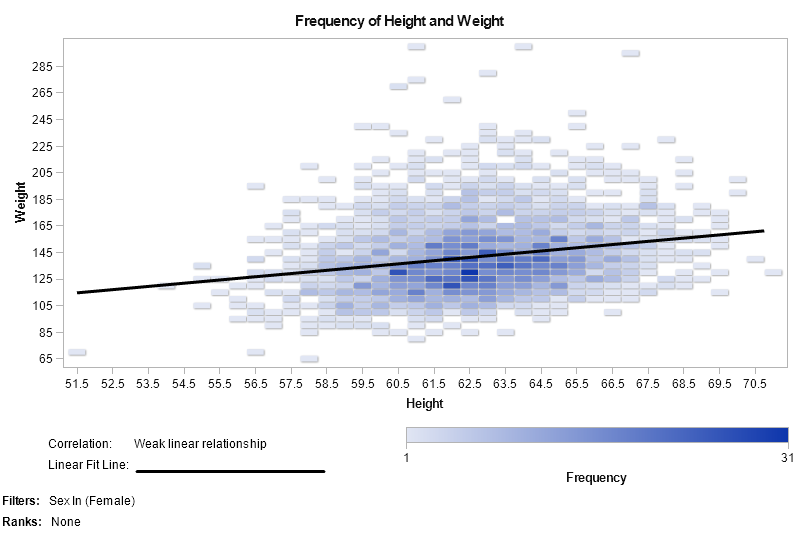 Frequency of Height and Weight
285
265
245
225
205
185
165
145
125
105
85
65
Weight
51.5 52.5 53.5 54.5 55.5 56.5 57.5 58.5 59.5 60.5 61.5 62.5 63.5 64.5 65.5 66.5 67.5 68.5 69.5 70.5
Height
Correlation: Weak linear relationship
Linear Fit Line:
1 31
Frequency
Filters: Sex In (Female)
Ranks: None